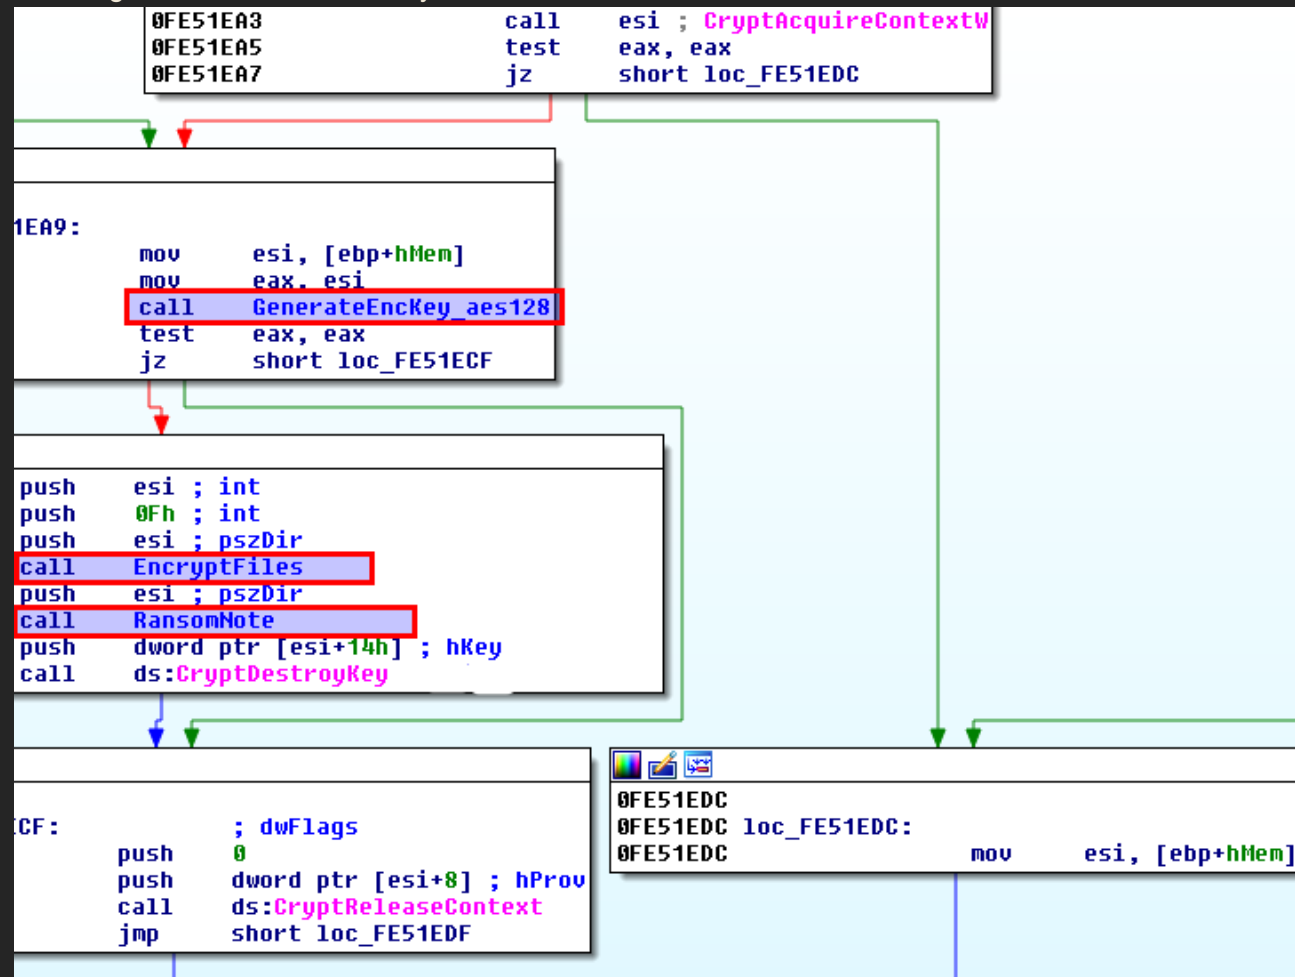 0FE51EA3 call esi ; CryptAcquireContextW
0FE51EA5 test eax, eax
0FE51EA7 jz short loc_FE51EDC
1EA9:
mov esi, [ebp+hMem]
mov eax, esi
call GenerateEncKey_aes128
test eax, eax
jz short loc_FE51ECF
push esi ; int
push 0Fh ; int
push esi ; pszDir
call EncryptFiles
push esi ; pszDir
call RansomNote
push dword ptr [esi+14h] ; hKey
call ds:CryptDestroyKey
CF: ; dwFlags
push 0
push dword ptr [esi+8] ; hProv
call ds:CryptReleaseContext
jmp short loc_FE51EDF
0FE51EDC
0FE51EDC loc_FE51EDC:
0FE51EDC mov esi, [ebp+hMem]